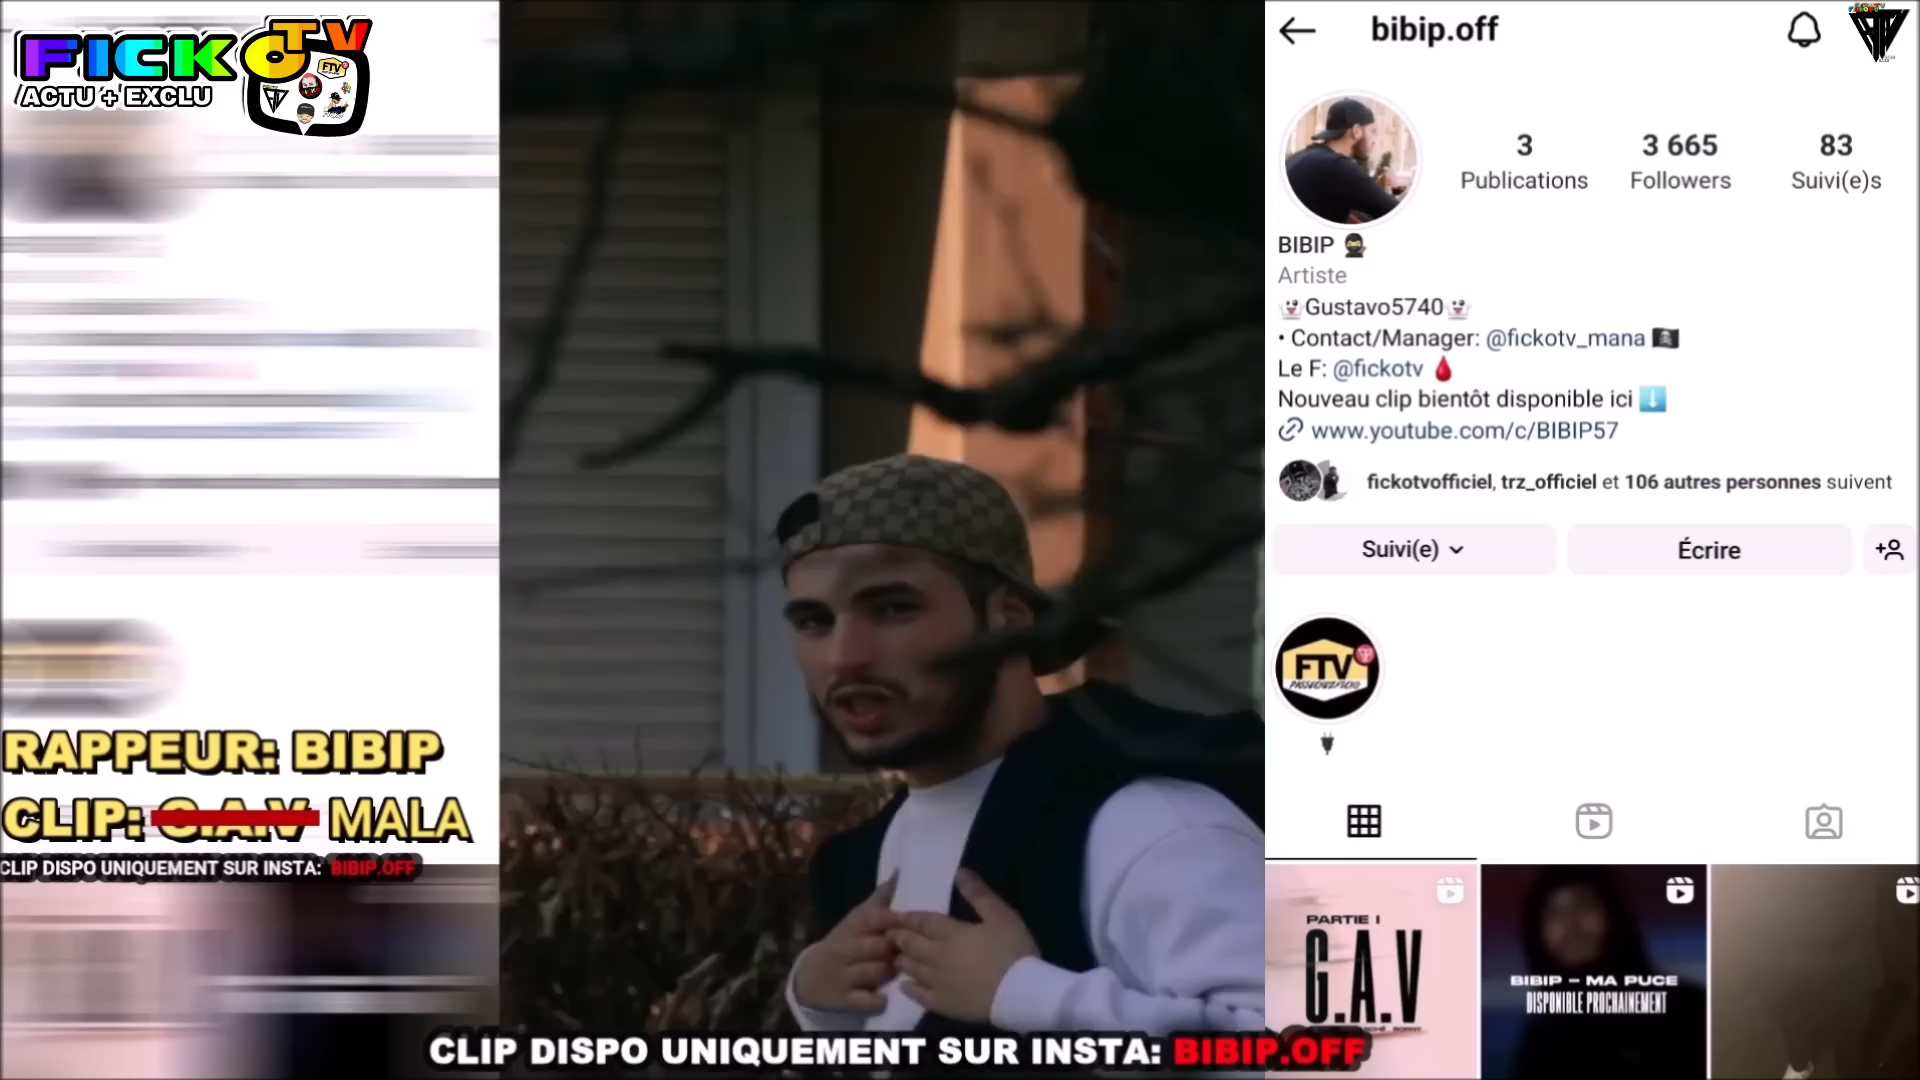 FICKO TV
ACTU + EXCLU
RAPPEUR: BIBIP
CLIP: G.A.V MALA
CLIP DISPO UNIQUEMENT SUR INSTA: BIBIP.OFF
bibip.off
3
Publications
3 665
Followers
83
Suivi(e)s
BIBIP
Artiste
Gustavo5740
• Contact/Manager: @fickotv_mana
Le F: @fickotv
Nouveau clip bientôt disponible ici
www.youtube.com/c/BIBIP57
fickotvofficiel, trz_officiel et 106 autres personnes suivent
Suivi(e)
Écrire
FTV
PARTIE I
G.A.V
BIBIP - MA PUCE
DISPONIBLE PROCHAINEMENT
CLIP DISPO UNIQUEMENT SUR INSTA: BIBIP.OFF